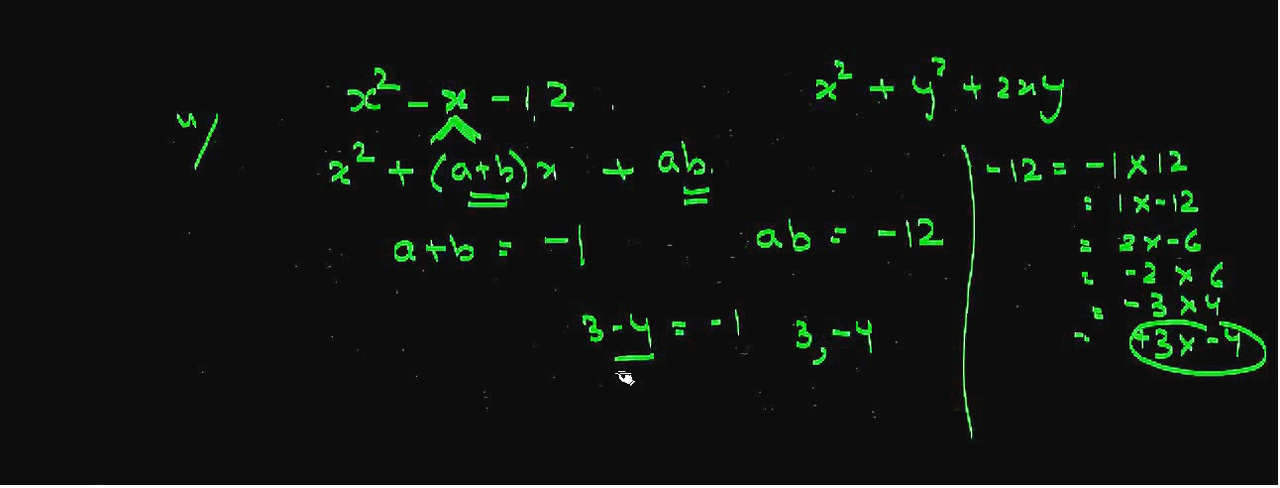 x² - x - 12
x² + y² + 2xy
4/
x² + (a+b)x + ab.
a+b = -1
ab = -12
3 - 4 = -1
3, -4
-12 = -1 x 12
= 1 x -12
= 2 x -6
= -2 x 6
= -3 x 4
= +3 x -4